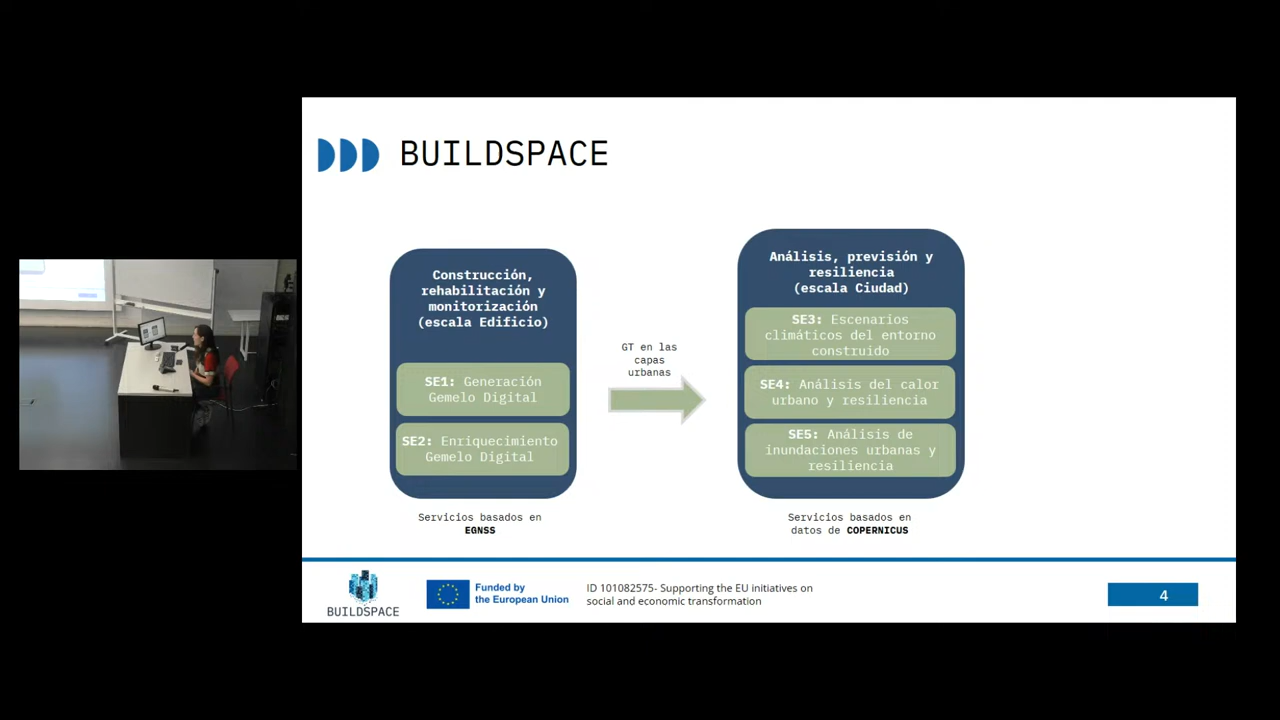 BUILDSPACE
Construcción,
rehabilitación y
monitorización
(escala Edificio)
SE1: Generación
Gemelo Digital
SE2: Enriquecimiento
Gemelo Digital
Servicios basados en
EGNSS
GT en las
capas
urbanas
Análisis, previsión y
resiliencia
(escala Ciudad)
SE3: Escenarios
climáticos del entorno
construido
SE4: Análisis del calor
urbano y resiliencia
SE5: Análisis de
inundaciones urbanas y
resiliencia
Servicios basados en
datos de COPERNICUS
BUILDSPACE
Funded by
the European Union
ID 101082575- Supporting the EU initiatives on
social and economic transformation
4